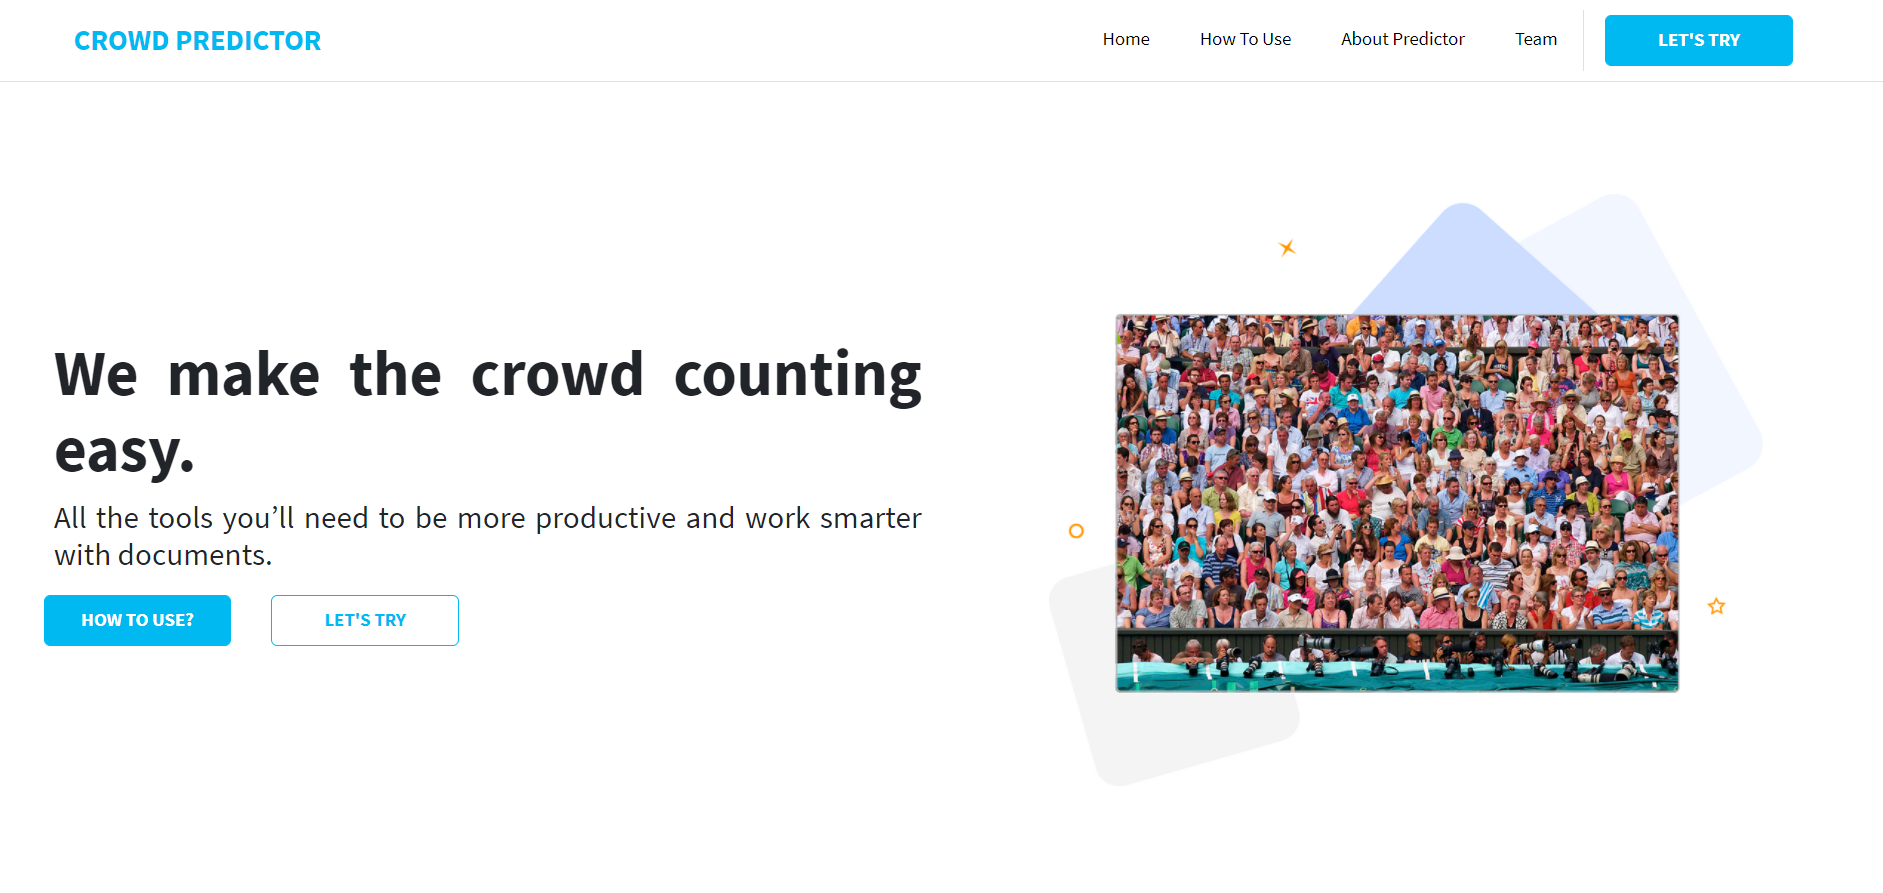 CROWD PREDICTOR
Home
How To Use
About Predictor
Team
LET'S TRY
We make the crowd counting
easy.
All the tools you’ll need to be more productive and work smarter
with documents.
HOW TO USE?
LET'S TRY